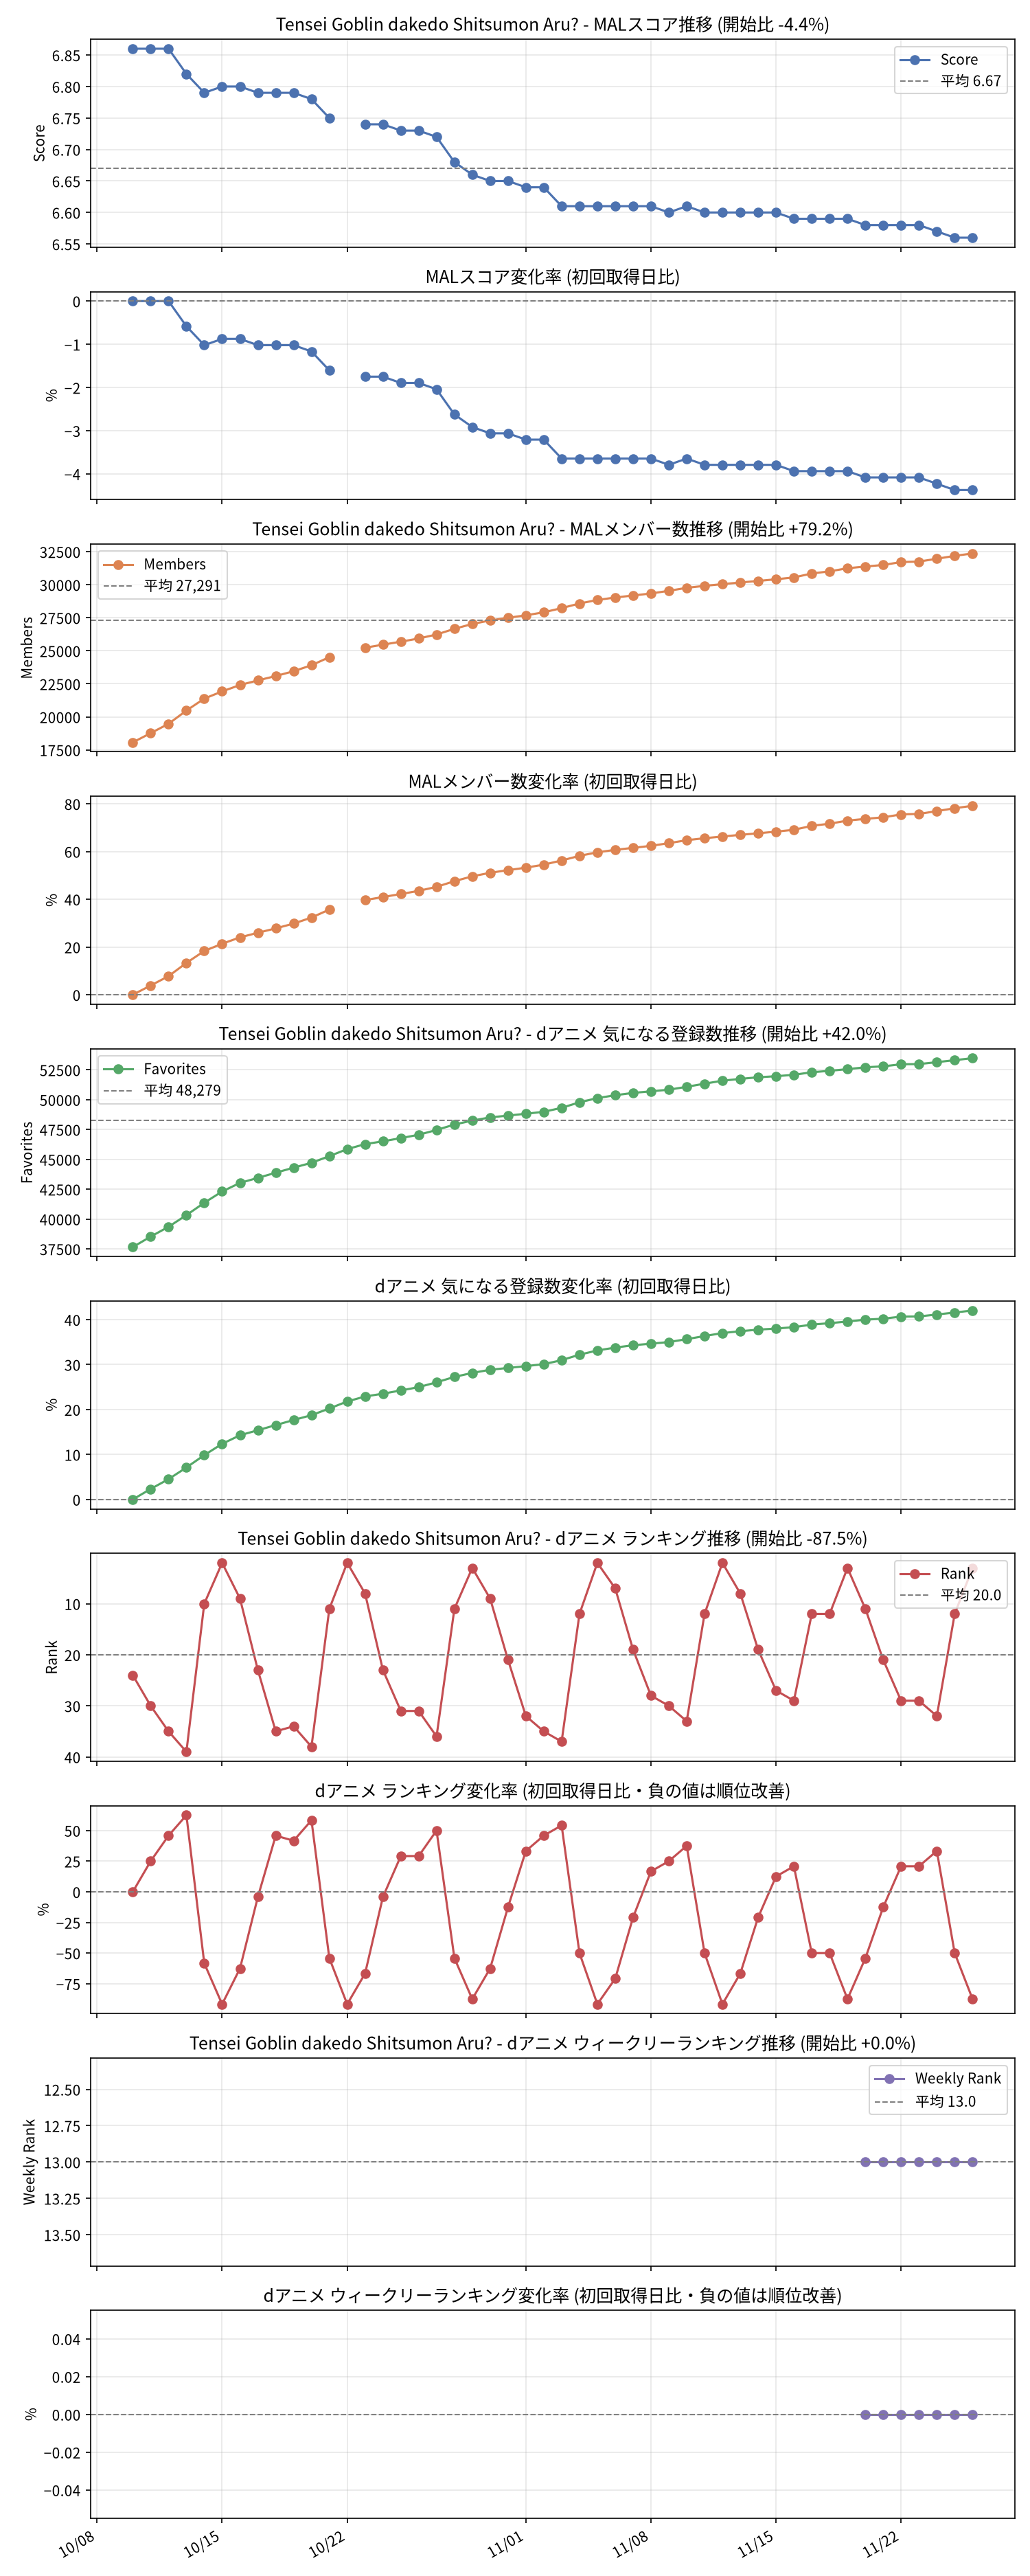 Tensei Goblin dakedo Shitsumon Aru? - MALスコア推移 (開始比 -4.4%)
Score
6.85
6.80
6.75
6.70
6.65
6.60
6.55
Score
平均 6.67
MALスコア変化率 (初回取得日比)
%
0
−1
−2
−3
−4
Tensei Goblin dakedo Shitsumon Aru? - MALメンバー数推移 (開始比 +79.2%)
Members
32500
30000
27500
25000
22500
20000
17500
Members
平均 27,291
MALメンバー数変化率 (初回取得日比)
%
80
60
40
20
0
Tensei Goblin dakedo Shitsumon Aru? - dアニメ 気になる登録数推移 (開始比 +42.0%)
Favorites
52500
50000
47500
45000
42500
40000
37500
Favorites
平均 48,279
dアニメ 気になる登録数変化率 (初回取得日比)
%
40
30
20
10
0
Tensei Goblin dakedo Shitsumon Aru? - dアニメ ランキング推移 (開始比 -87.5%)
Rank
10
20
30
40
Rank
平均 20.0
dアニメ ランキング変化率 (初回取得日比・負の値は順位改善)
%
50
25
0
−25
−50
−75
Tensei Goblin dakedo Shitsumon Aru? - dアニメ ウィークリーランキング推移 (開始比 +0.0%)
Weekly Rank
12.50
12.75
13.00
13.25
13.50
Weekly Rank
平均 13.0
dアニメ ウィークリーランキング変化率 (初回取得日比・負の値は順位改善)
%
0.04
0.02
0.00
−0.02
−0.04
10/08
10/15
10/22
11/01
11/08
11/15
11/22